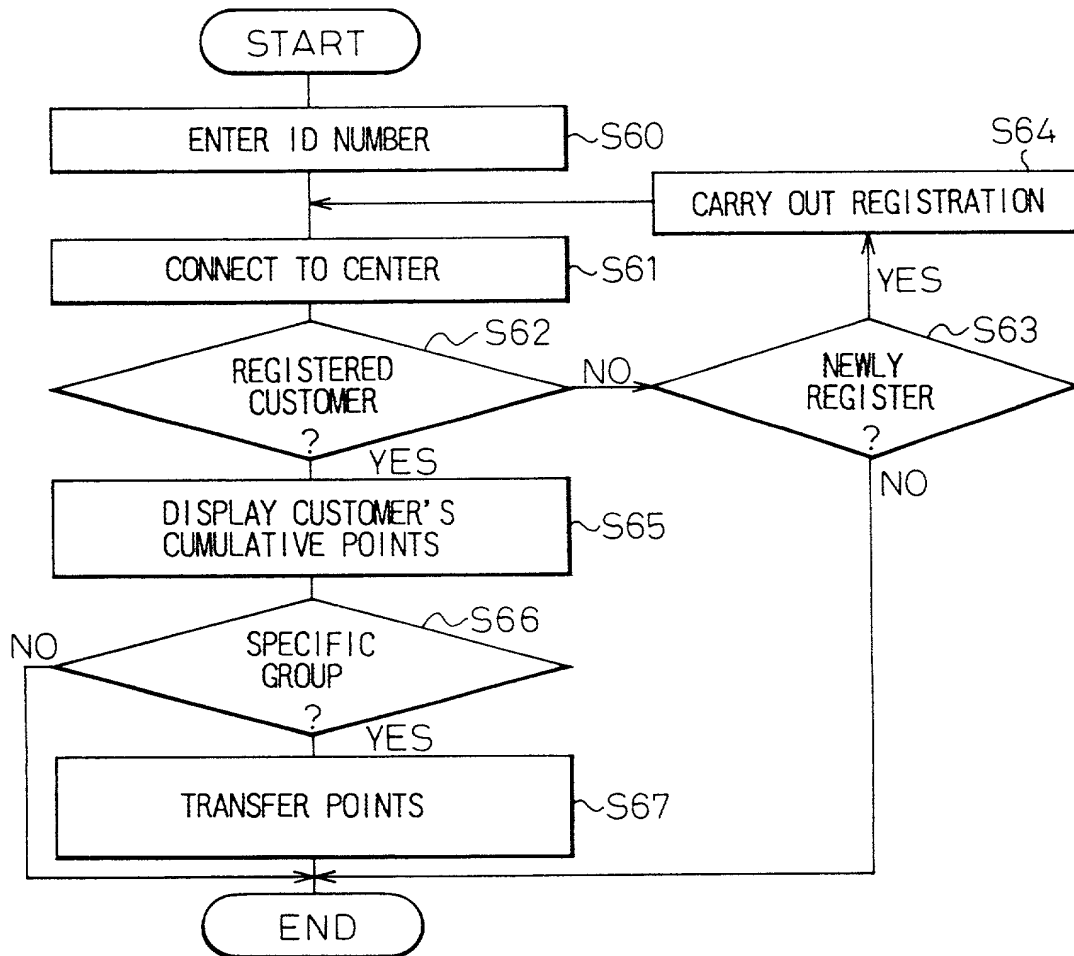 START
ENTER ID NUMBER
S60
S64
CARRY OUT REGISTRATION
CONNECT TO CENTER
S61
YES
S62
S63
REGISTERED
CUSTOMER
?
NO
NEWLY
REGISTER
?
YES
NO
DISPLAY CUSTOMER'S
CUMULATIVE POINTS
S65
S66
NO
SPECIFIC
GROUP
?
YES
TRANSFER POINTS
S67
END